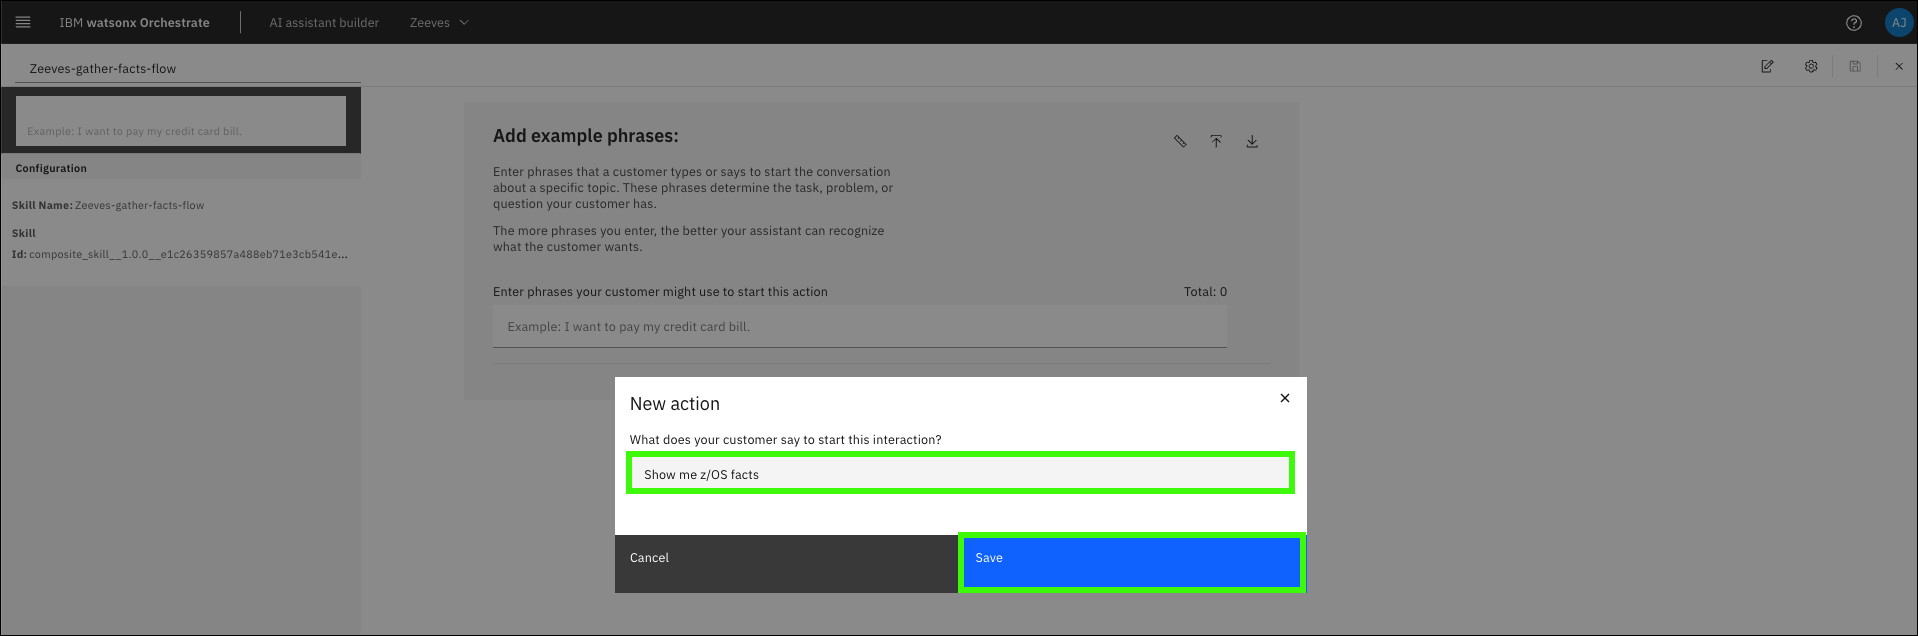 IBM watsonx Orchestrate AI assistant builder Zeeves AJ
Zeeves-gather-facts-flow
Example: I want to pay my credit card bill.
Configuration
Skill Name: Zeeves-gather-facts-flow
Skill
Id: composite_skill__1.0.0__e1c26359857a488eb71e3cb541e...
Add example phrases:
Enter phrases that a customer types or says to start the conversation
about a specific topic. These phrases determine the task, problem, or
question your customer has.
The more phrases you enter, the better your assistant can recognize
what the customer wants.
Enter phrases your customer might use to start this action Total: 0
Example: I want to pay my credit card bill.
New action
What does your customer say to start this interaction?
Show me z/OS facts
Cancel Save